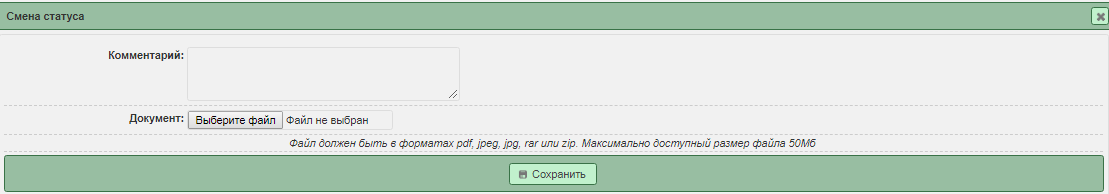 Смена статуса
Комментарий:
Документ: Выберите файл Файл не выбран
Файл должен быть в форматах pdf, jpeg, jpg, rar или zip. Максимально доступный размер файла 50Мб
Сохранить